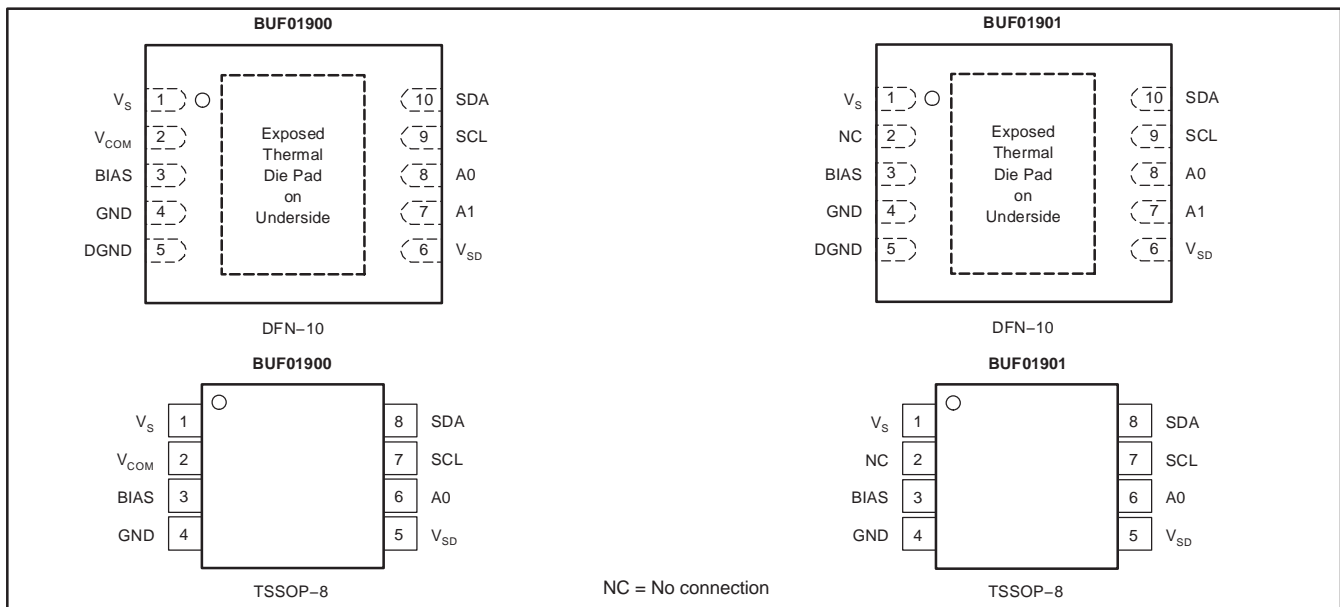 BUF01900
V_S 1 10 SDA
V_COM 2 9 SCL
BIAS 3 8 A0
GND 4 7 A1
DGND 5 6 V_SD
Exposed
Thermal
Die Pad
on
Underside
DFN−10
BUF01901
V_S 1 10 SDA
NC 2 9 SCL
BIAS 3 8 A0
GND 4 7 A1
DGND 5 6 V_SD
Exposed
Thermal
Die Pad
on
Underside
DFN−10
BUF01900
V_S 1 8 SDA
V_COM 2 7 SCL
BIAS 3 6 A0
GND 4 5 V_SD
TSSOP−8
BUF01901
V_S 1 8 SDA
NC 2 7 SCL
BIAS 3 6 A0
GND 4 5 V_SD
TSSOP−8
NC = No connection